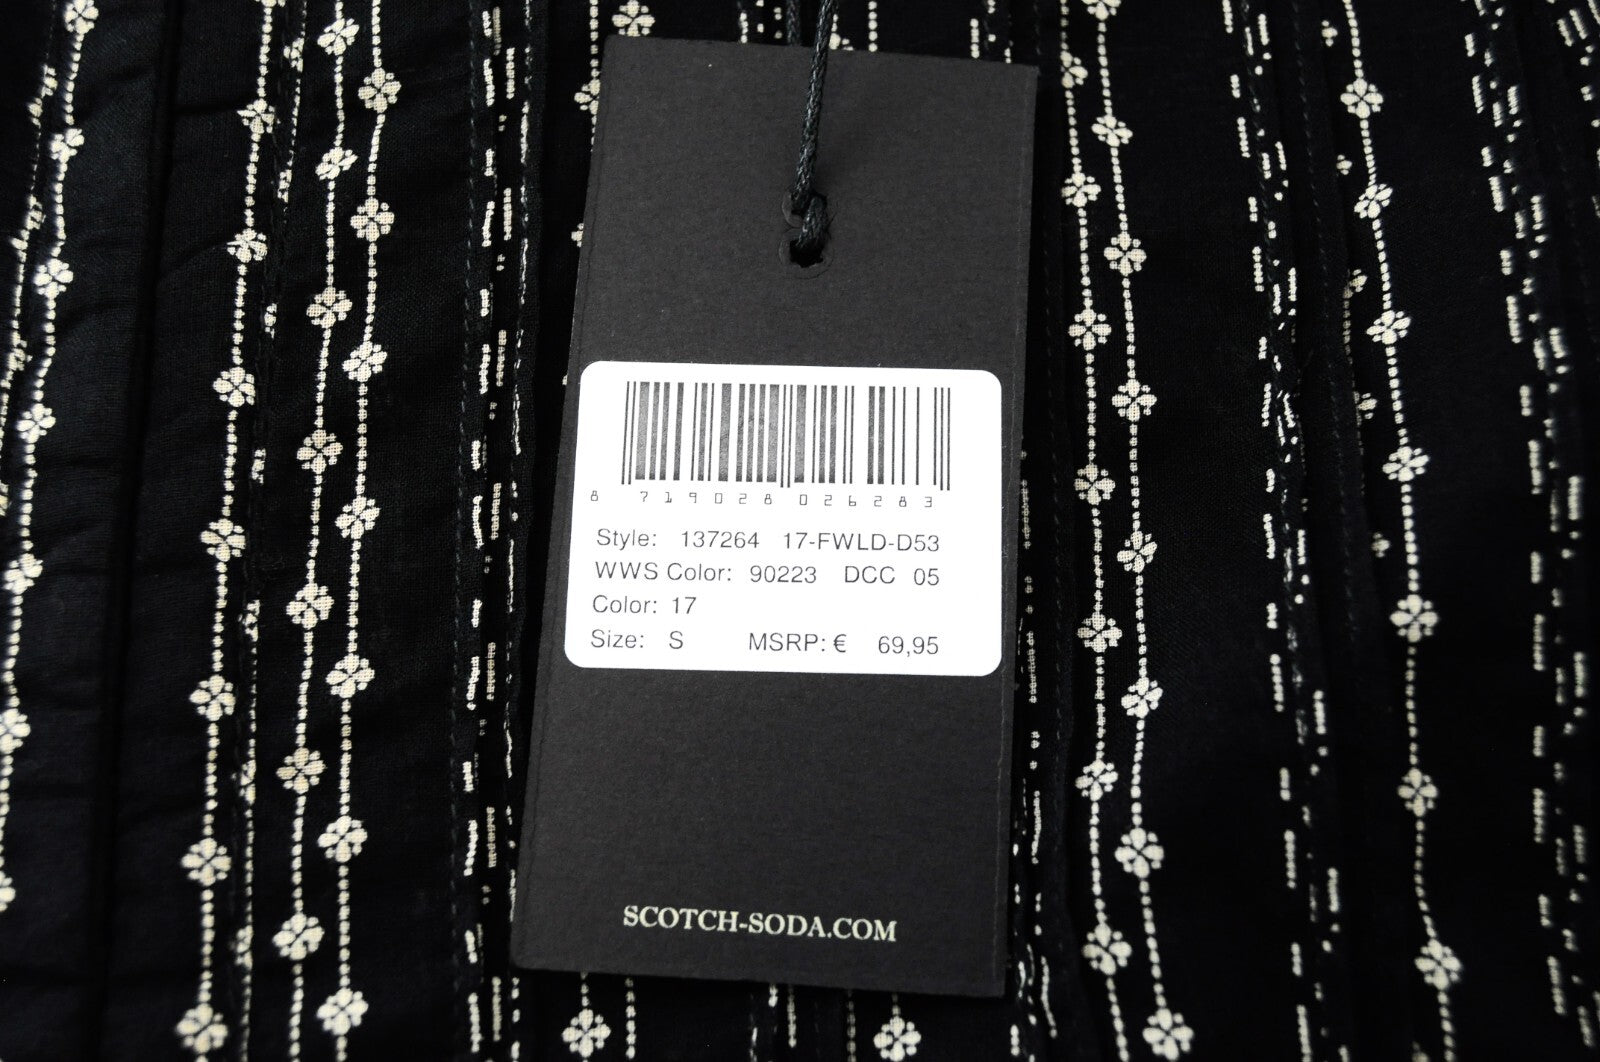 8 719028 026283
Style: 137264 17-FWLD-D53
WWS Color: 90223 DCC 05
Color: 17
Size: S MSRP: € 69,95
SCOTCH-SODA.COM